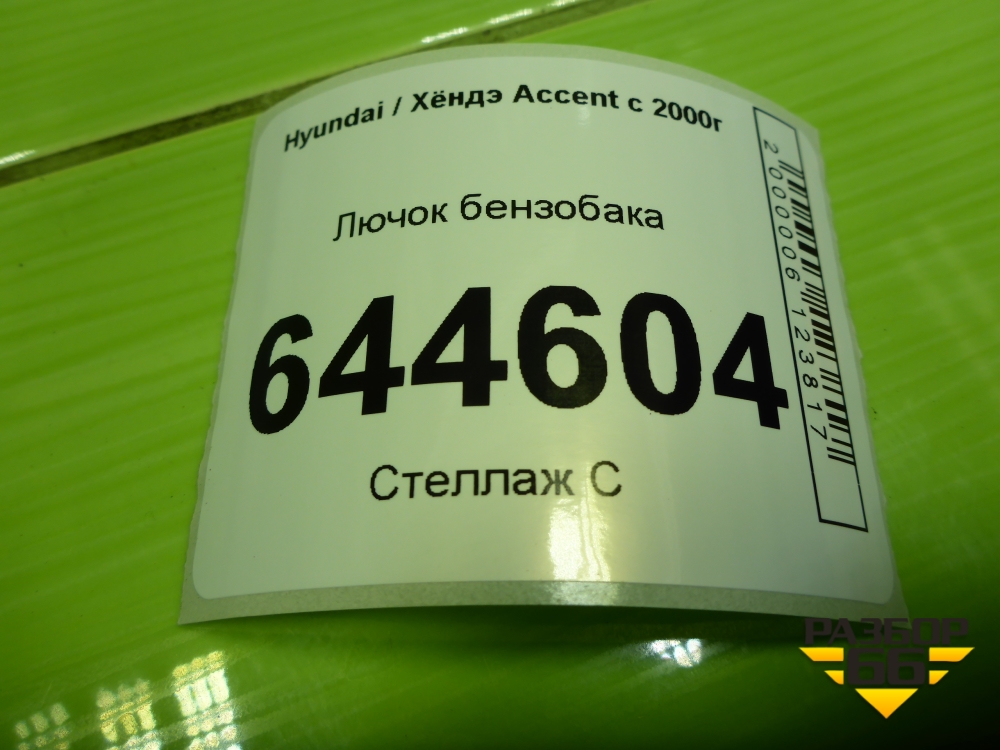 Hyundai / Хёндэ Accent с 2000г
Лючок бензобака
644604
Стеллаж С
2000006123817
РАЗБОР
66